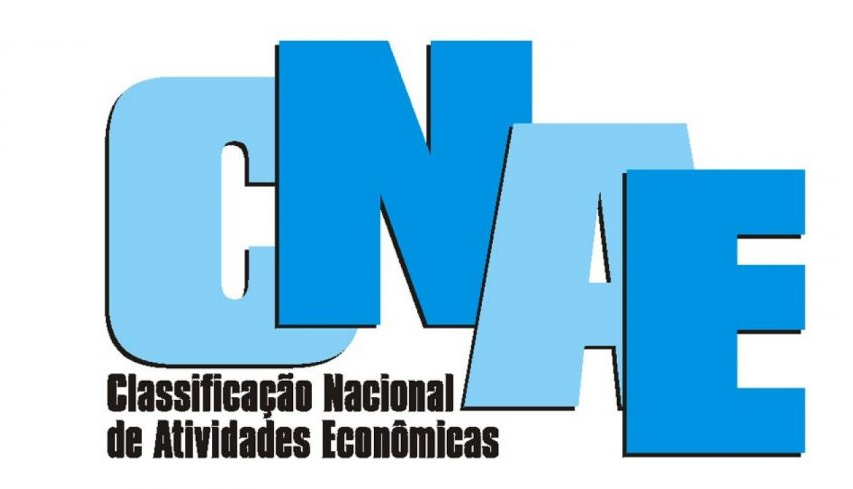 CNAE
Classificação Nacional
de Atividades Econômicas